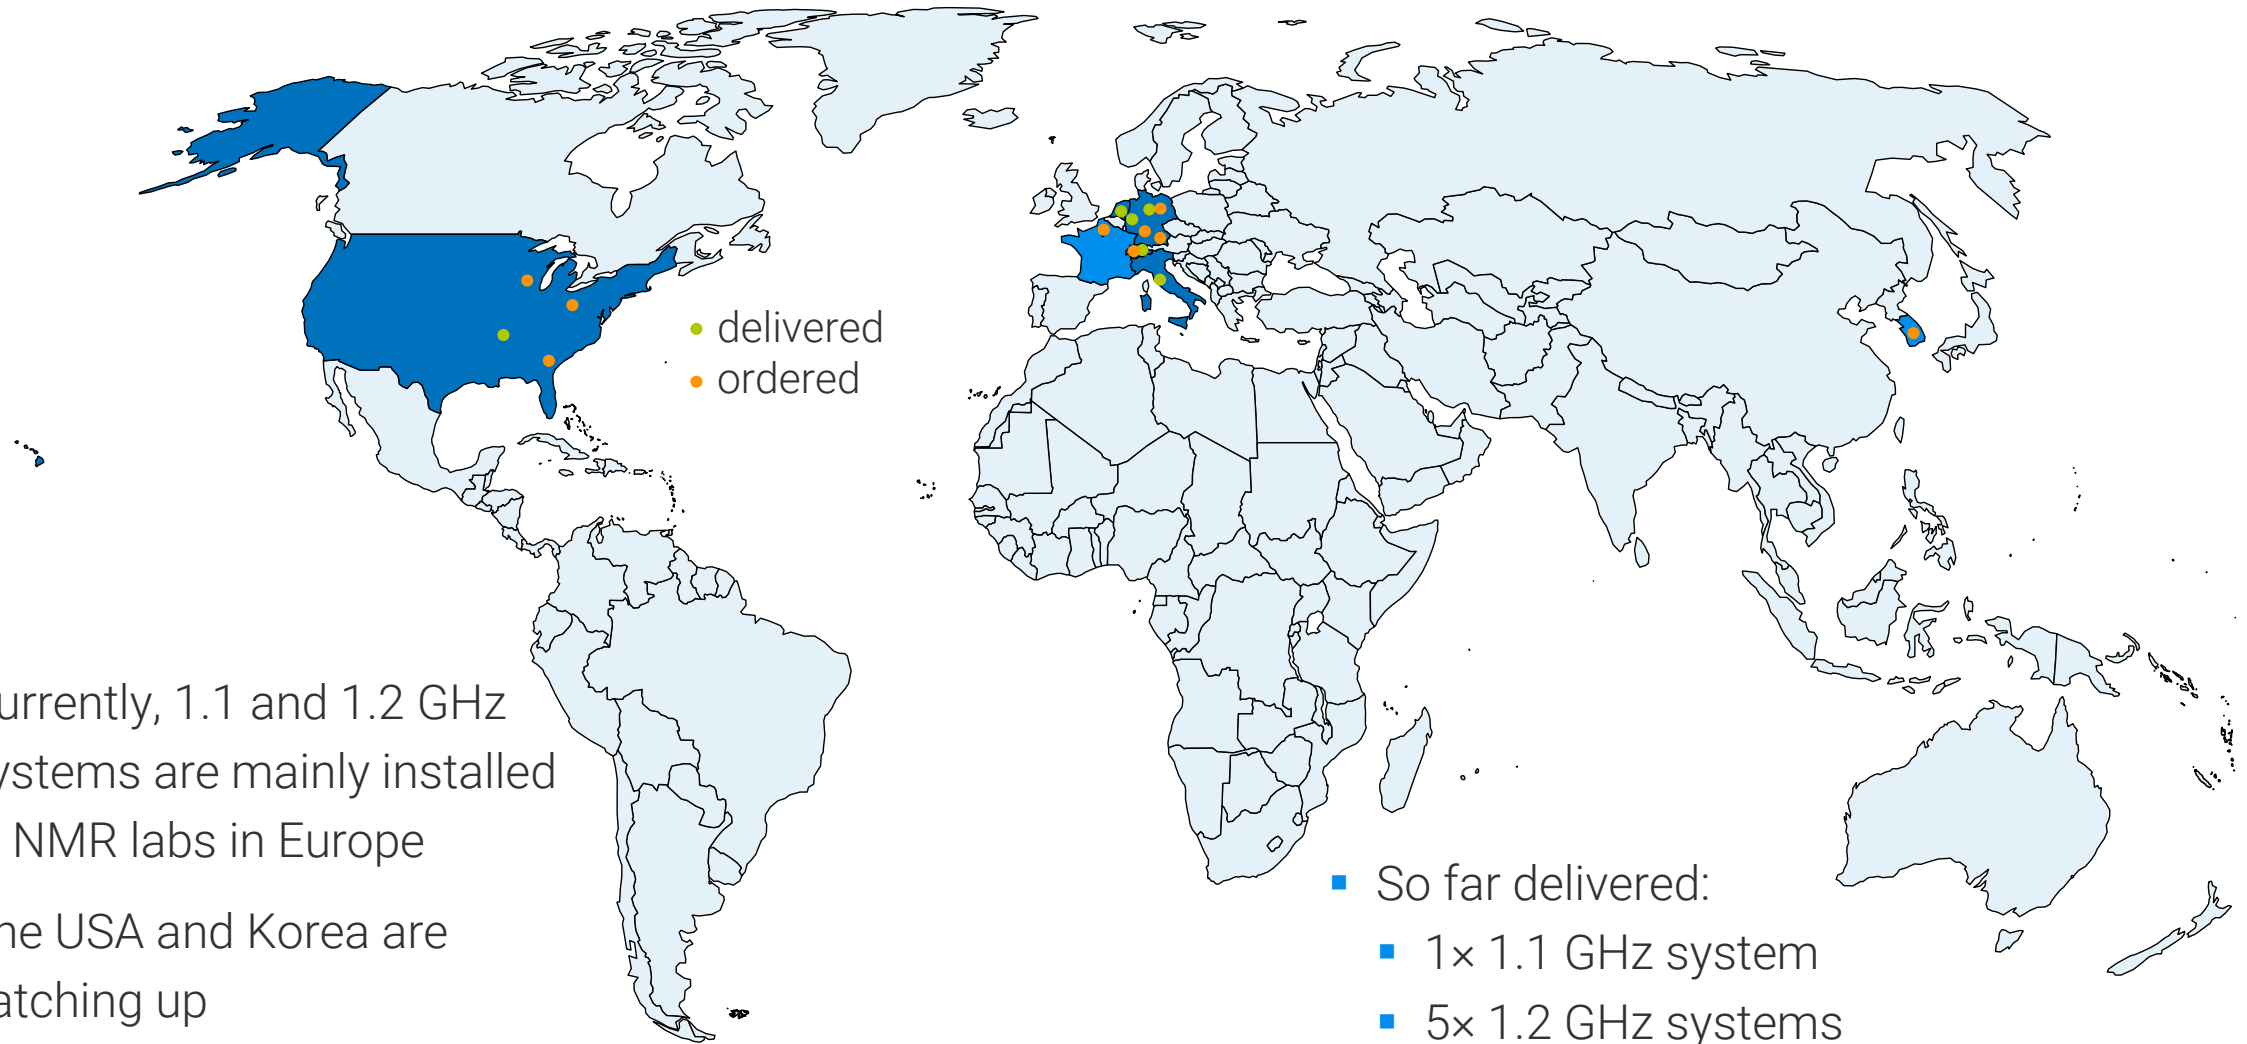 delivered
ordered
urrently, 1.1 and 1.2 GHz
ystems are mainly installed
NMR labs in Europe
he USA and Korea are
atching up
So far delivered:
1× 1.1 GHz system
5× 1.2 GHz systems